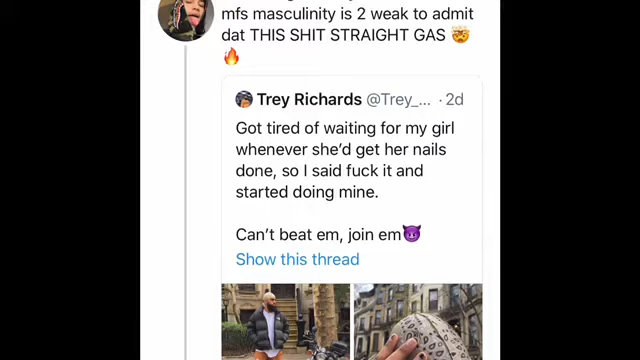 mfs masculinity is 2 weak to admit
dat THIS SHIT STRAIGHT GAS 🤯
🔥
Trey Richards @Trey_... · 2d
Got tired of waiting for my girl
whenever she'd get her nails
done, so I said fuck it and
started doing mine.
Can't beat em, join em😈
Show this thread